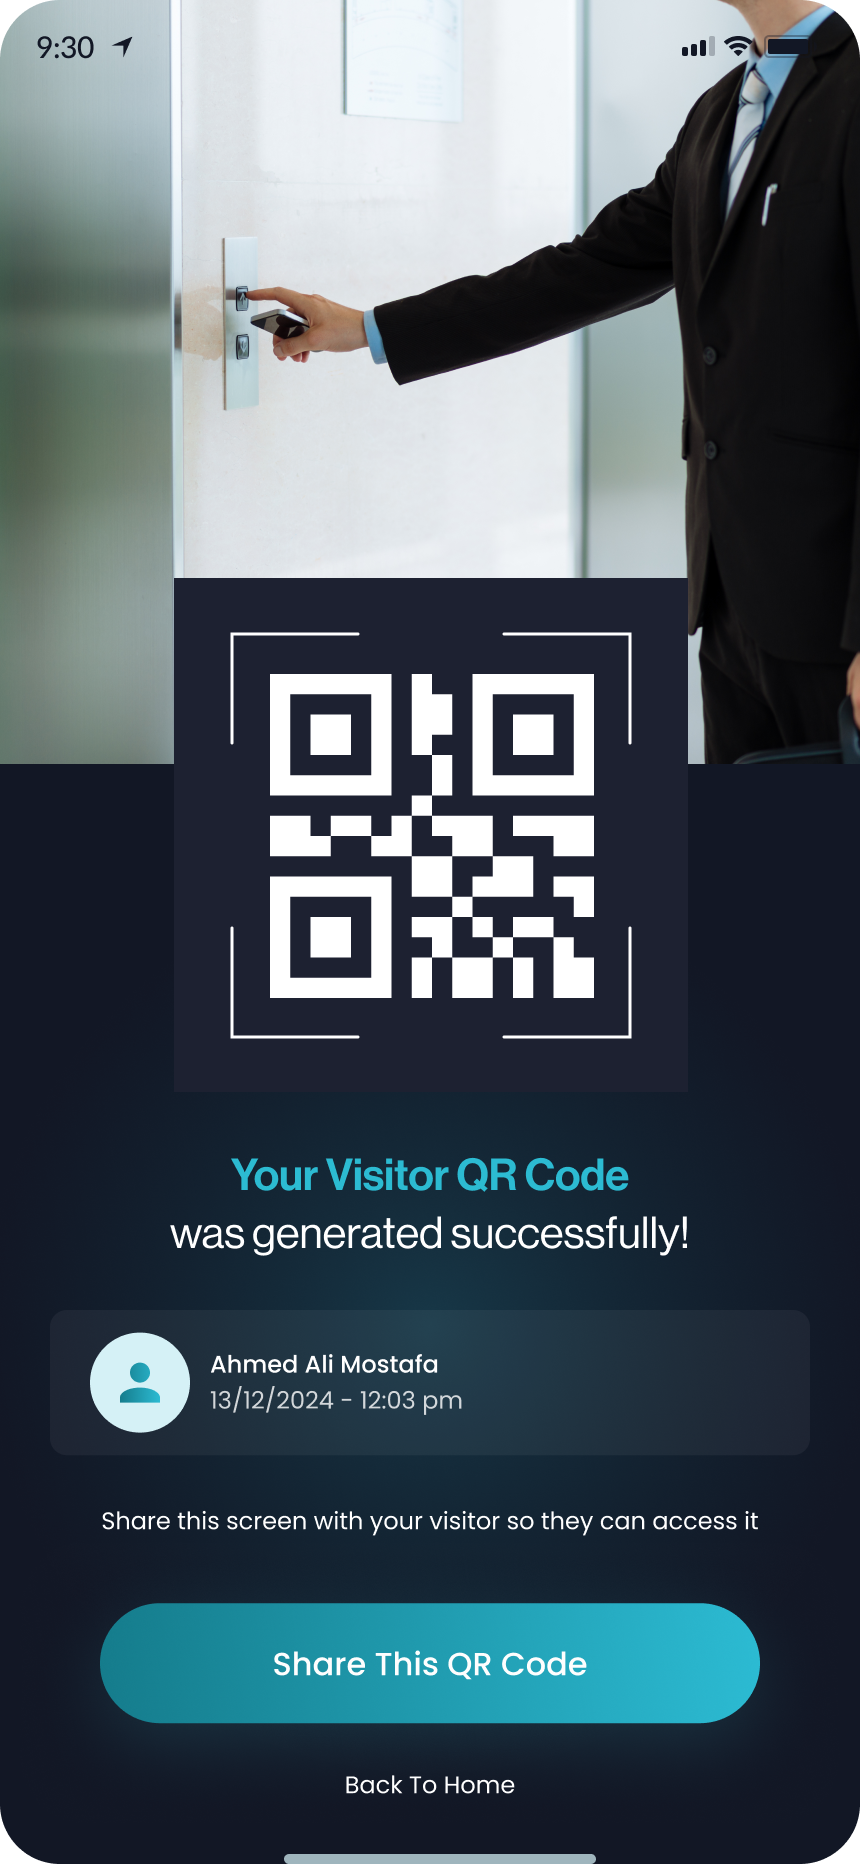 9:30
Your Visitor QR Code
was generated successfully!
Ahmed Ali Mostafa
13/12/2024 - 12:03 pm
Share this screen with your visitor so they can access it
Share This QR Code
Back To Home